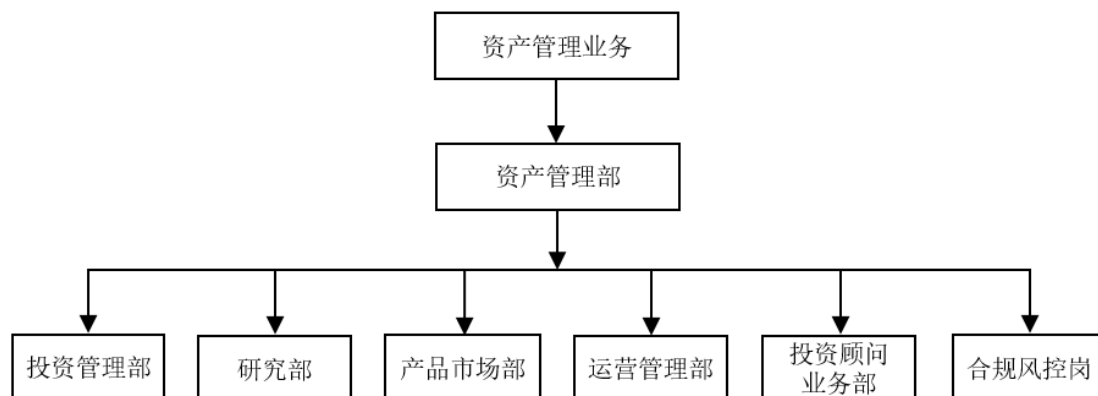 资产管理业务
资产管理部
投资管理部
研究部
产品市场部
运营管理部
投资顾问
业务部
合规风控岗